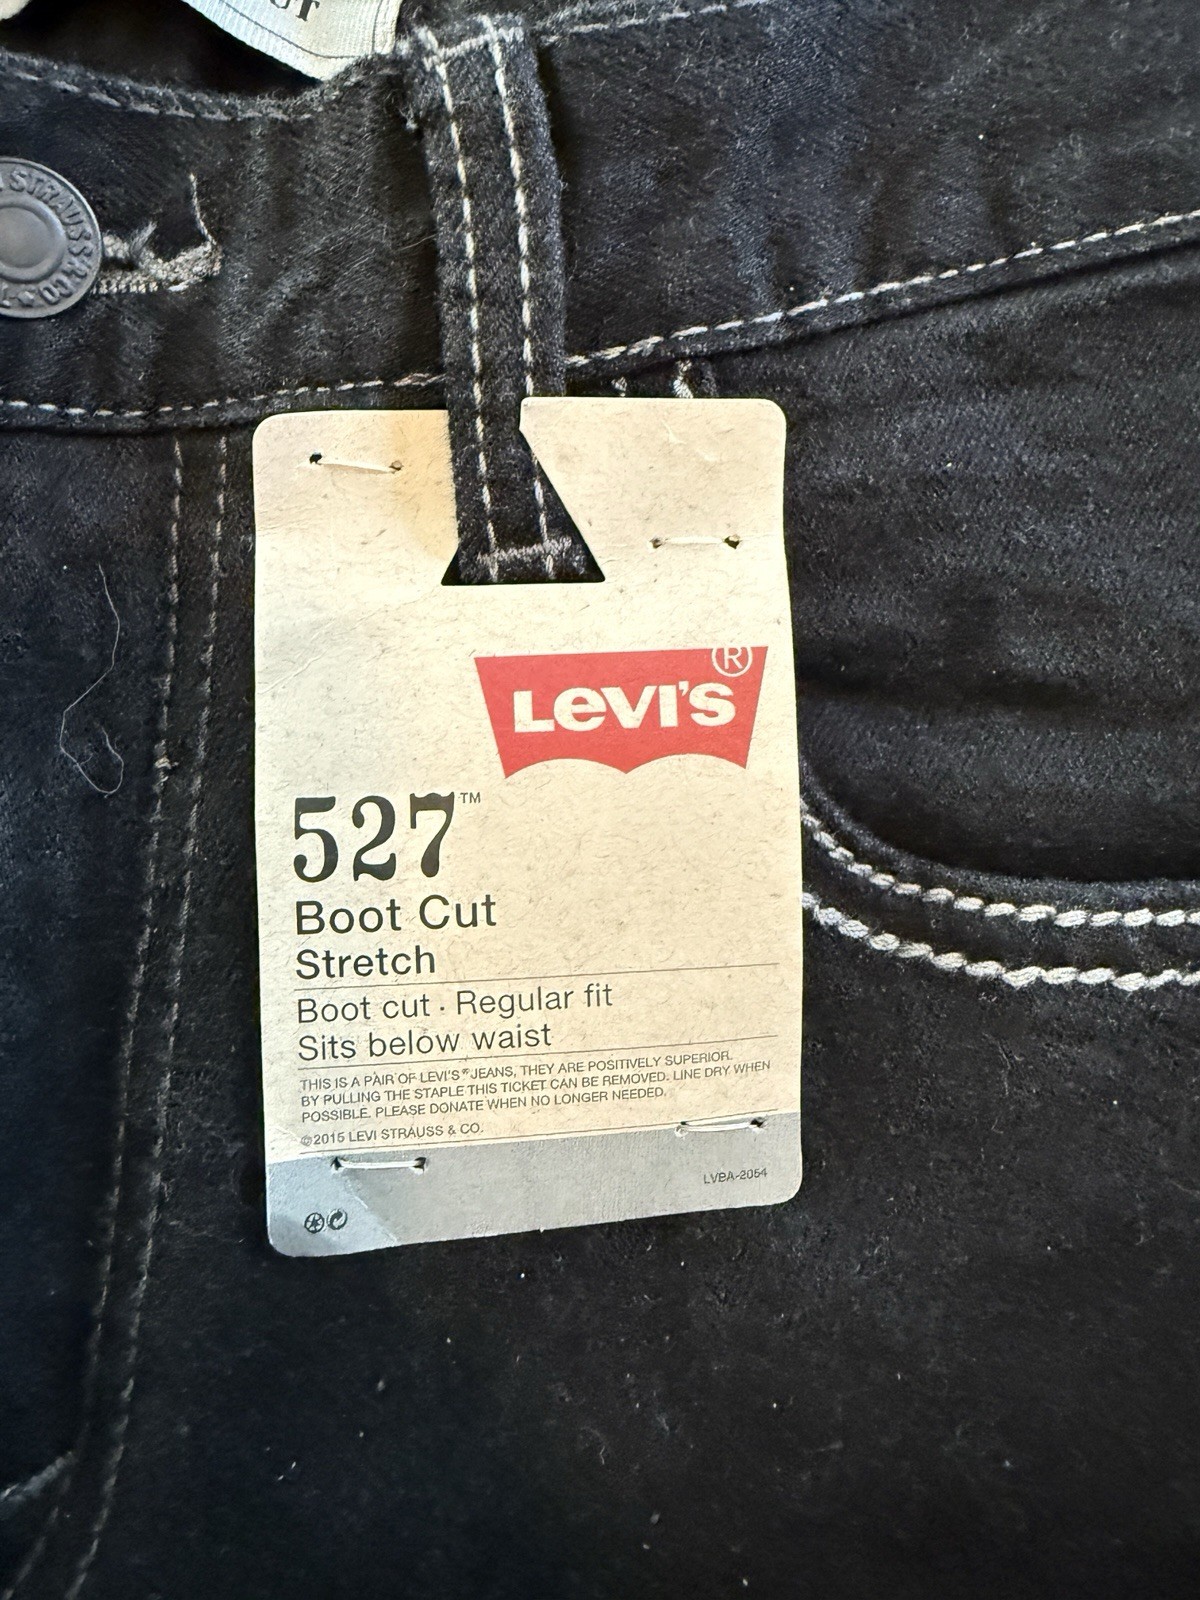 STRAUSS & CO
LEVI'S®
527™
Boot Cut
Stretch
Boot cut · Regular fit
Sits below waist
THIS IS A PAIR OF LEVI'S® JEANS, THEY ARE POSITIVELY SUPERIOR.
BY PULLING THE STAPLE THIS TICKET CAN BE REMOVED. LINE DRY WHEN
POSSIBLE. PLEASE DONATE WHEN NO LONGER NEEDED.
©2015 LEVI STRAUSS & CO.
LVBA-2054